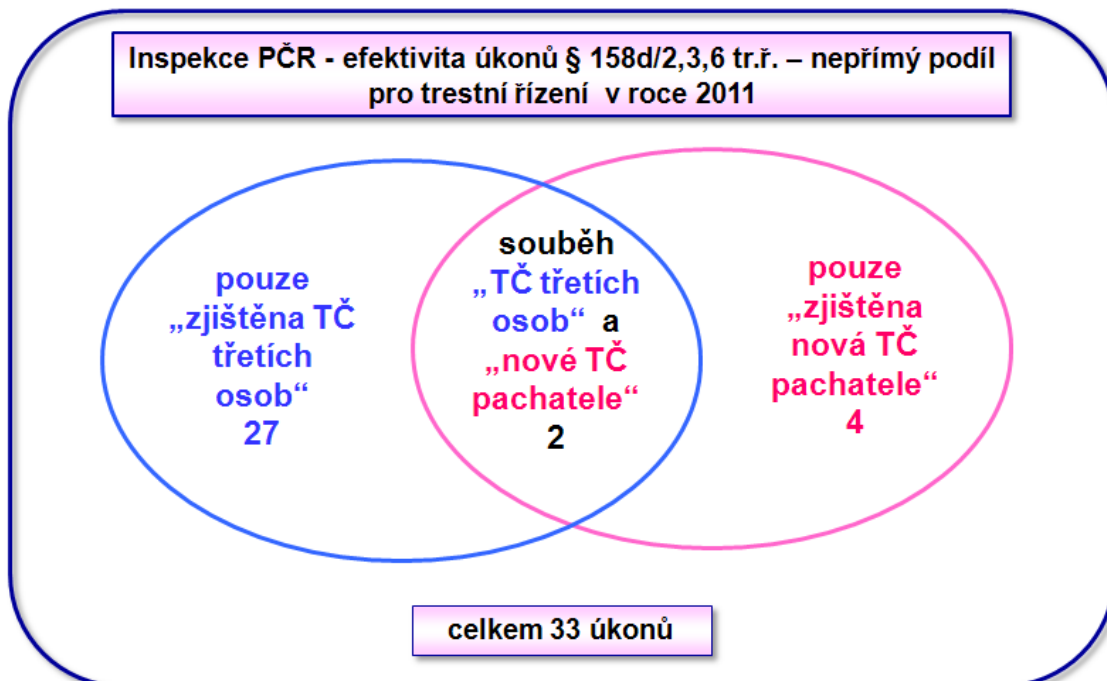 Inspekce PČR - efektivita úkonů § 158d/2,3,6 tr.ř. – nepřímý podíl
pro trestní řízení v roce 2011
pouze
„zjištěna TČ
třetích
osob“
27
souběh
„TČ třetích
osob“ a
„nové TČ
pachatele“
2
pouze
„zjištěna
nová TČ
pachatele“
4
celkem 33 úkonů